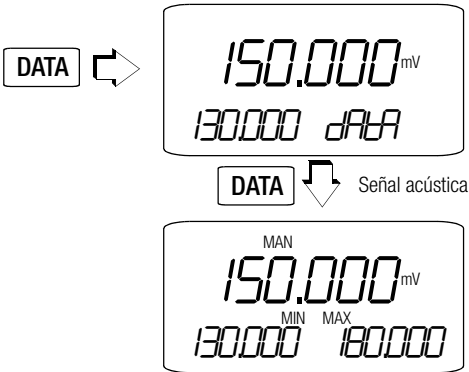 DATA
150.000 mV
130.000 dAtA
DATA Señal acústica
MAN
150.000 mV
MIN MAX
130.000 180.000